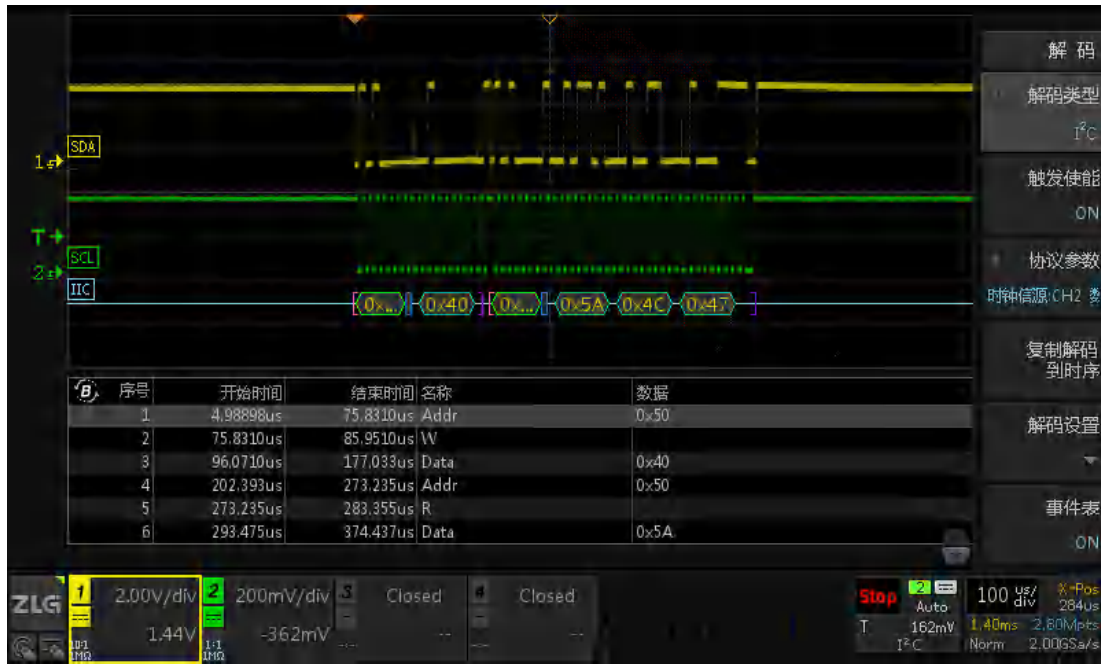 解 码
解码类型
I²C
SDA
1
触发使能
ON
T
SCL
2
协议参数
IIC
时钟信源:CH2
0x... 0x40 0x... 0x5A 0x4C 0x47
复制解码
到时序
B 序号 开始时间 结束时间 名称 数据
1 4.98898us 75.8310us Addr 0x50
2 75.8310us 85.9510us W
3 96.0710us 177.033us Data 0x40
4 202.393us 273.235us Addr 0x50
5 273.235us 283.355us R
6 293.475us 374.437us Data 0x5A
解码设置
事件表
ON
ZLG
1 2.00V/div 2 200mV/div 3 Closed 4 Closed
1.44V -362mV -- --
10:1 1:1
1MΩ 1MΩ
Stop 2 100 us/div X-Pos
Auto 284us
T 162mV 1.40ms 2.80Mpts
I²C Norm 2.00GSa/s